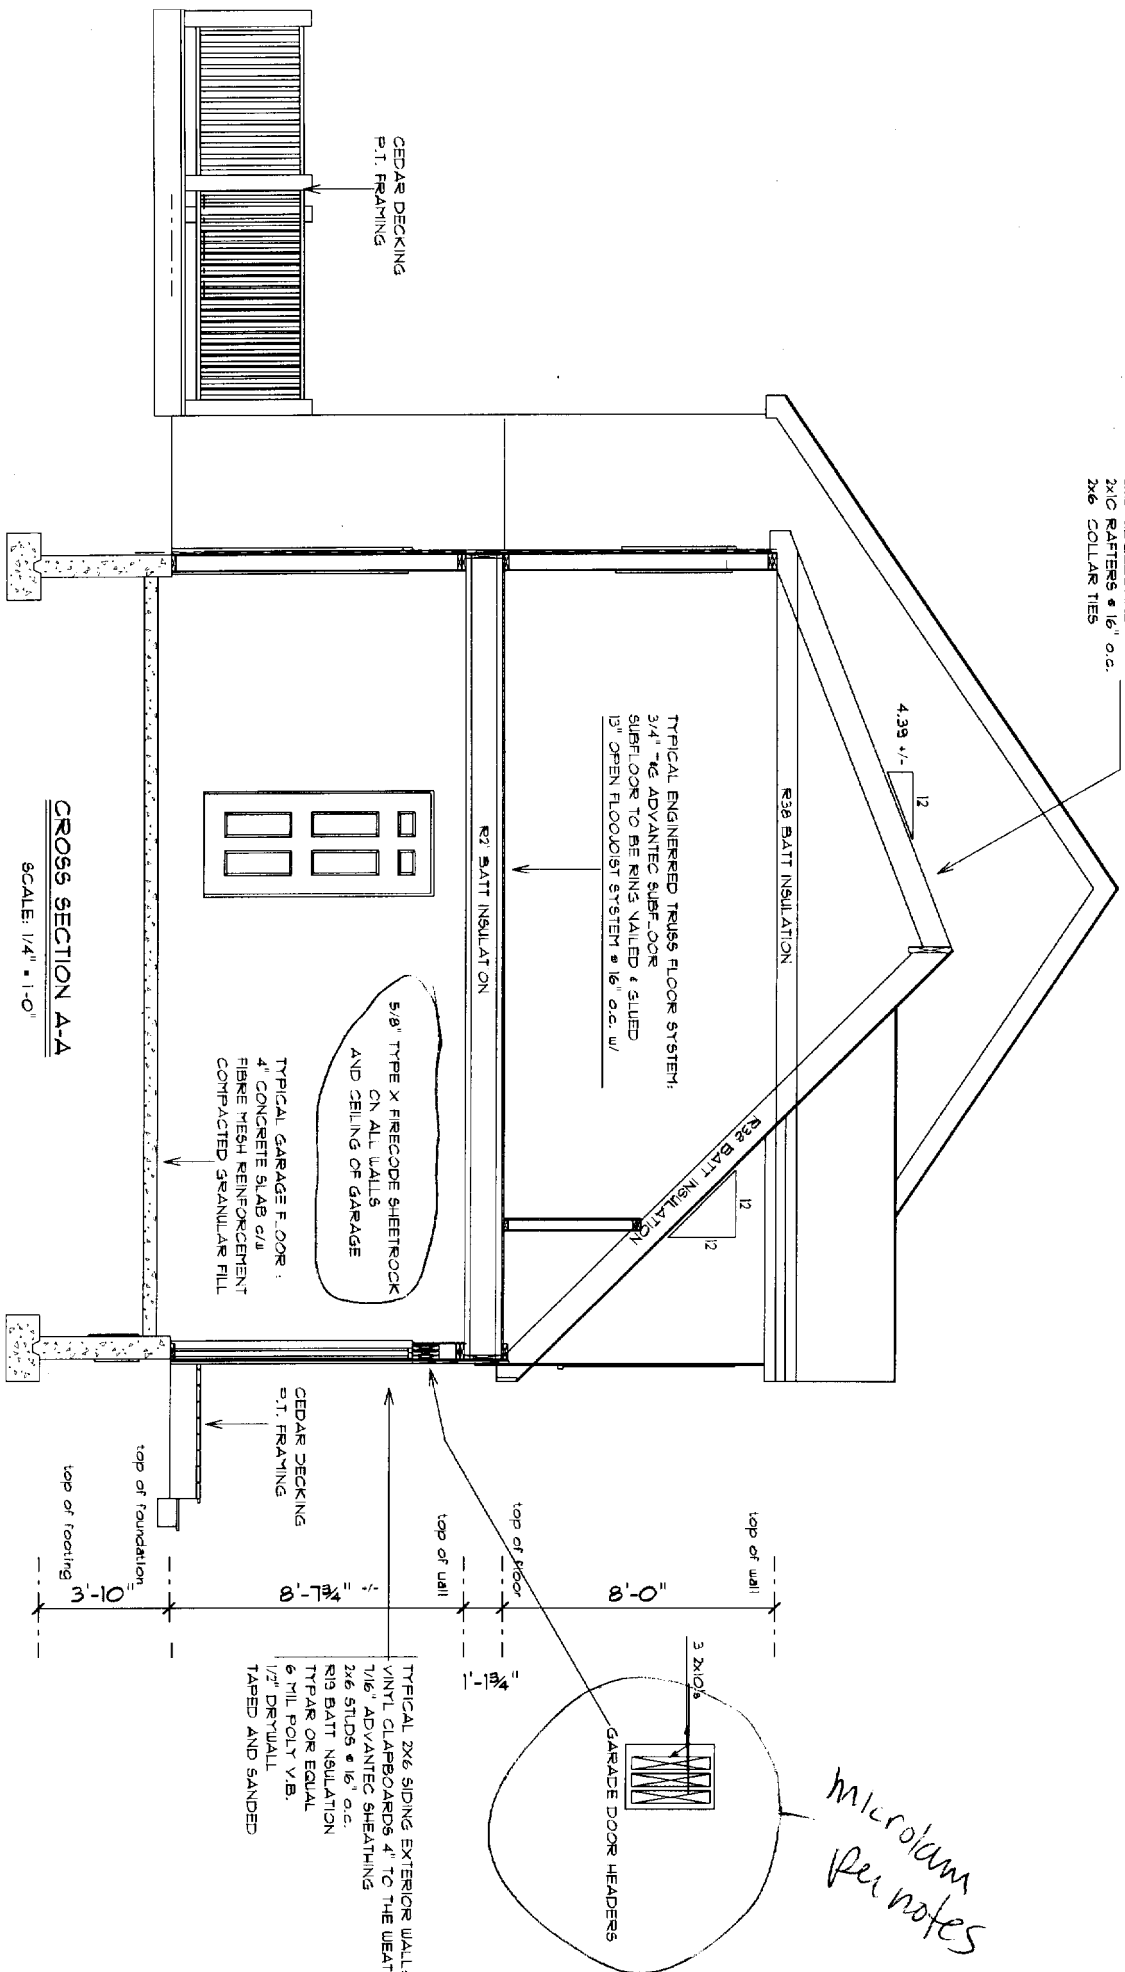 2x10 RAFTERS @ 16" o.c.
2x6 COLLAR TIES
4.39 +/-
12
R38 BATT INSULATION
R38 BATT INSULATION
12
12
CEDAR DECKING
P.T. FRAMING
TYPICAL ENGINERRED TRUSS FLOOR SYSTEM:
3/4" T&G ADVANTEC SUBFLOOR
SUBFLOOR TO BE RING NAILED & GLUED
13" OPEN FLOOJOIST SYSTEM @ 16" o.c. w/
BATT INSULATION
5/8" TYPE X FIRECODE SHEETROCK
ON ALL WALLS
AND CEILING OF GARAGE
TYPICAL GARAGE FLOOR :
4" CONCRETE SLAB c/w
FIBRE MESH REINFORCEMENT
COMPACTED GRANULAR FILL
CEDAR DECKING
P.T. FRAMING
top of wall
top of floor
top of wall
top of foundation
top of footing
8'-0"
1'-1 3/4"
8'-7 3/4" +/-
3'-10"
3 2x10's
GARADE DOOR HEADERS
microlam
per notes
TYPICAL 2X6 SIDING EXTERIOR WALL:
VINYL CLAPBOARDS 4" TO THE WEAT
7/16" ADVANTEC SHEATHING
2x6 STUDS @ 16" o.c.
R19 BATT INSULATION
TYPAR OR EQUAL
6 MIL POLY V.B.
1/2" DRYWALL
TAPED AND SANDED
CROSS SECTION A-A
SCALE: 1/4" = 1-0"